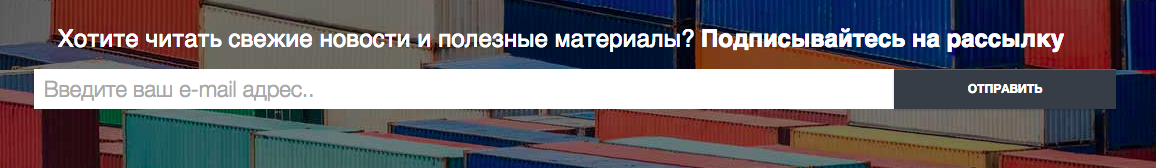 Хотите читать свежие новости и полезные материалы? Подписывайтесь на рассылку
Введите ваш e-mail адрес..
ОТПРАВИТЬ